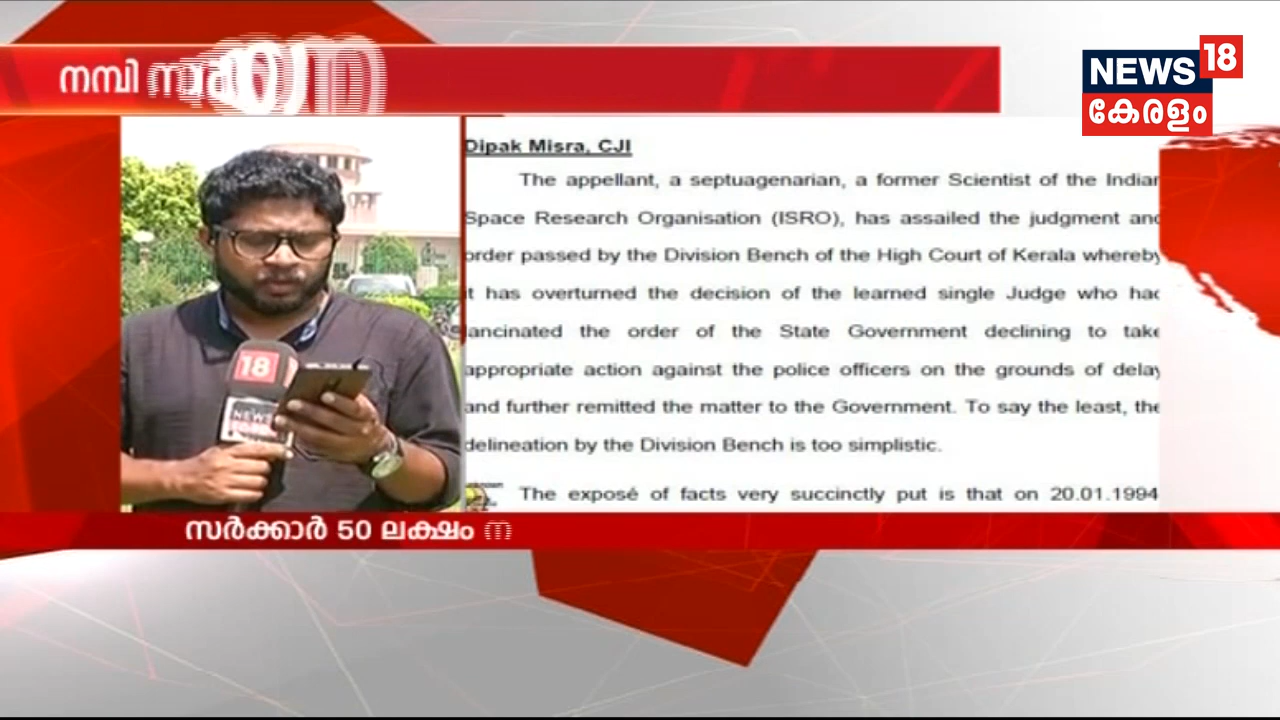 നമ്പി
NEWS 18
കേരളം
Dipak Misra, CJI
The appellant, a septuagenarian, a former Scientist of the Indian
Space Research Organisation (ISRO), has assailed the judgment and
order passed by the Division Bench of the High Court of Kerala whereby
it has overturned the decision of the learned single Judge who had
lancinated the order of the State Government declining to take
appropriate action against the police officers on the grounds of delay
and further remitted the matter to the Government. To say the least, the
delineation by the Division Bench is too simplistic.
The exposé of facts very succinctly put is that on 20.01.1994
18
NEWS
സർക്കാർ 50 ലക്ഷം